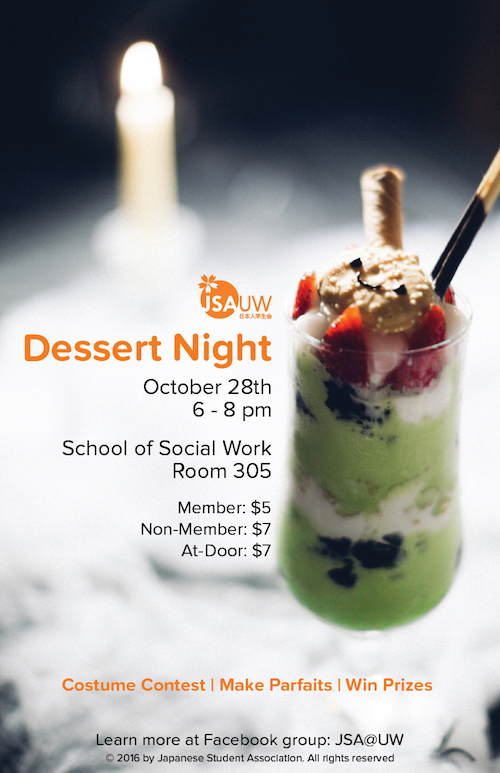 JSAUW
日本人学生会
Dessert Night
October 28th
6 - 8 pm
School of Social Work
Room 305
Member: $5
Non-Member: $7
At-Door: $7
Costume Contest | Make Parfaits | Win Prizes
Learn more at Facebook group: JSA@UW
© 2016 by Japanese Student Association. All rights reserved